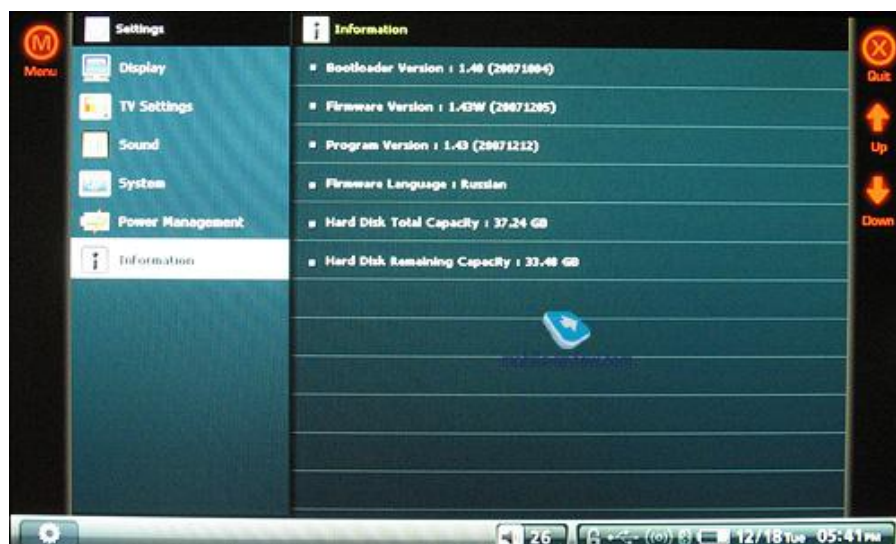 Settings
Information
Menu
Display
TV Settings
Sound
System
Power Management
Information
Bootloader Version : 1.40 (20071004)
Firmware Version : 1.43W (20071205)
Program Version : 1.43 (20071212)
Firmware Language : Russian
Hard Disk Total Capacity : 37.24 GB
Hard Disk Remaining Capacity : 33.40 GB
Quit
Up
Down
26
12/18 Tue 05:41 PM